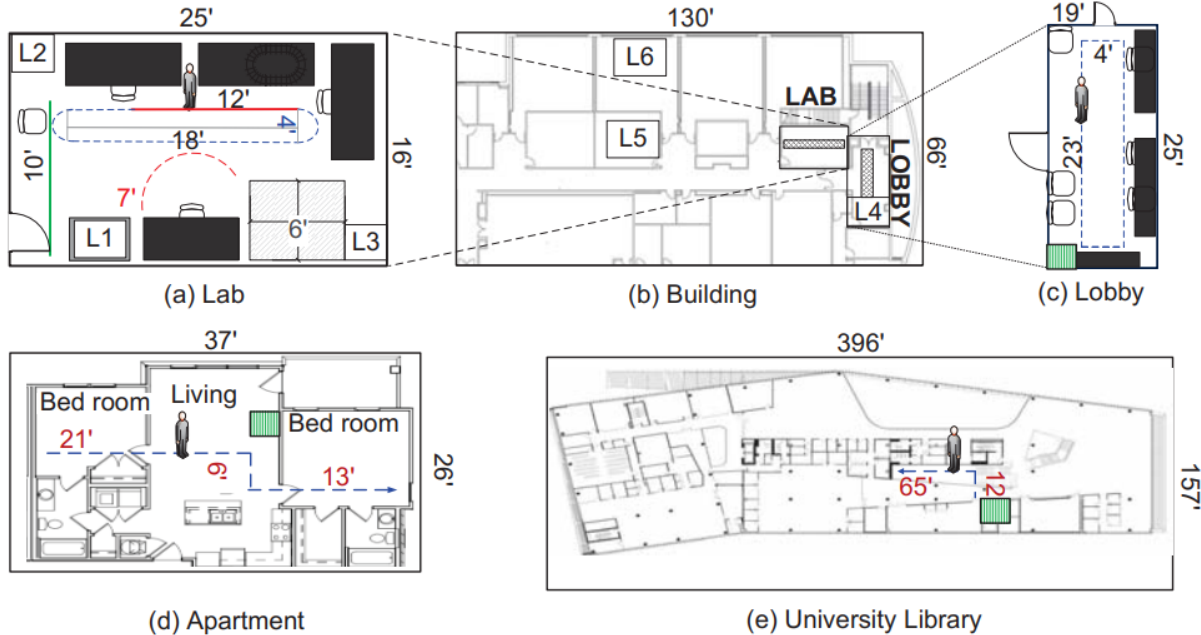 25'
L2
12'
4'
18'
10'
16'
7'
6'
L1
L3
(a) Lab
130'
L6
LAB
L5
LOBBY
L4
66'
(b) Building
19'
4'
23'
25'
(c) Lobby
37'
Bed room
Living
Bed room
21'
6'
13'
26'
(d) Apartment
396'
65'
12
157'
(e) University Library